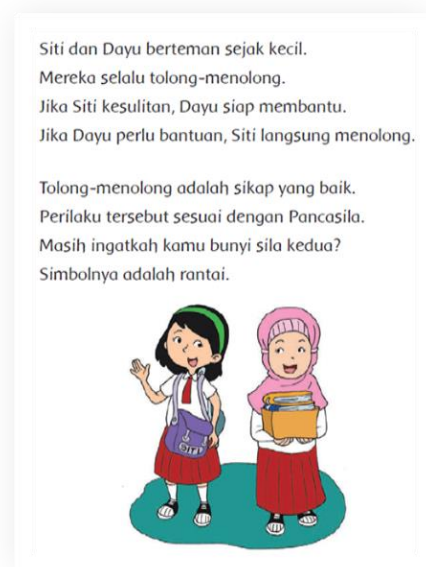 Siti dan Dayu berteman sejak kecil.
Mereka selalu tolong-menolong.
Jika Siti kesulitan, Dayu siap membantu.
Jika Dayu perlu bantuan, Siti langsung menolong.
Tolong-menolong adalah sikap yang baik.
Perilaku tersebut sesuai dengan Pancasila.
Masih ingatkah kamu bunyi sila kedua?
Simbolnya adalah rantai.
SITI